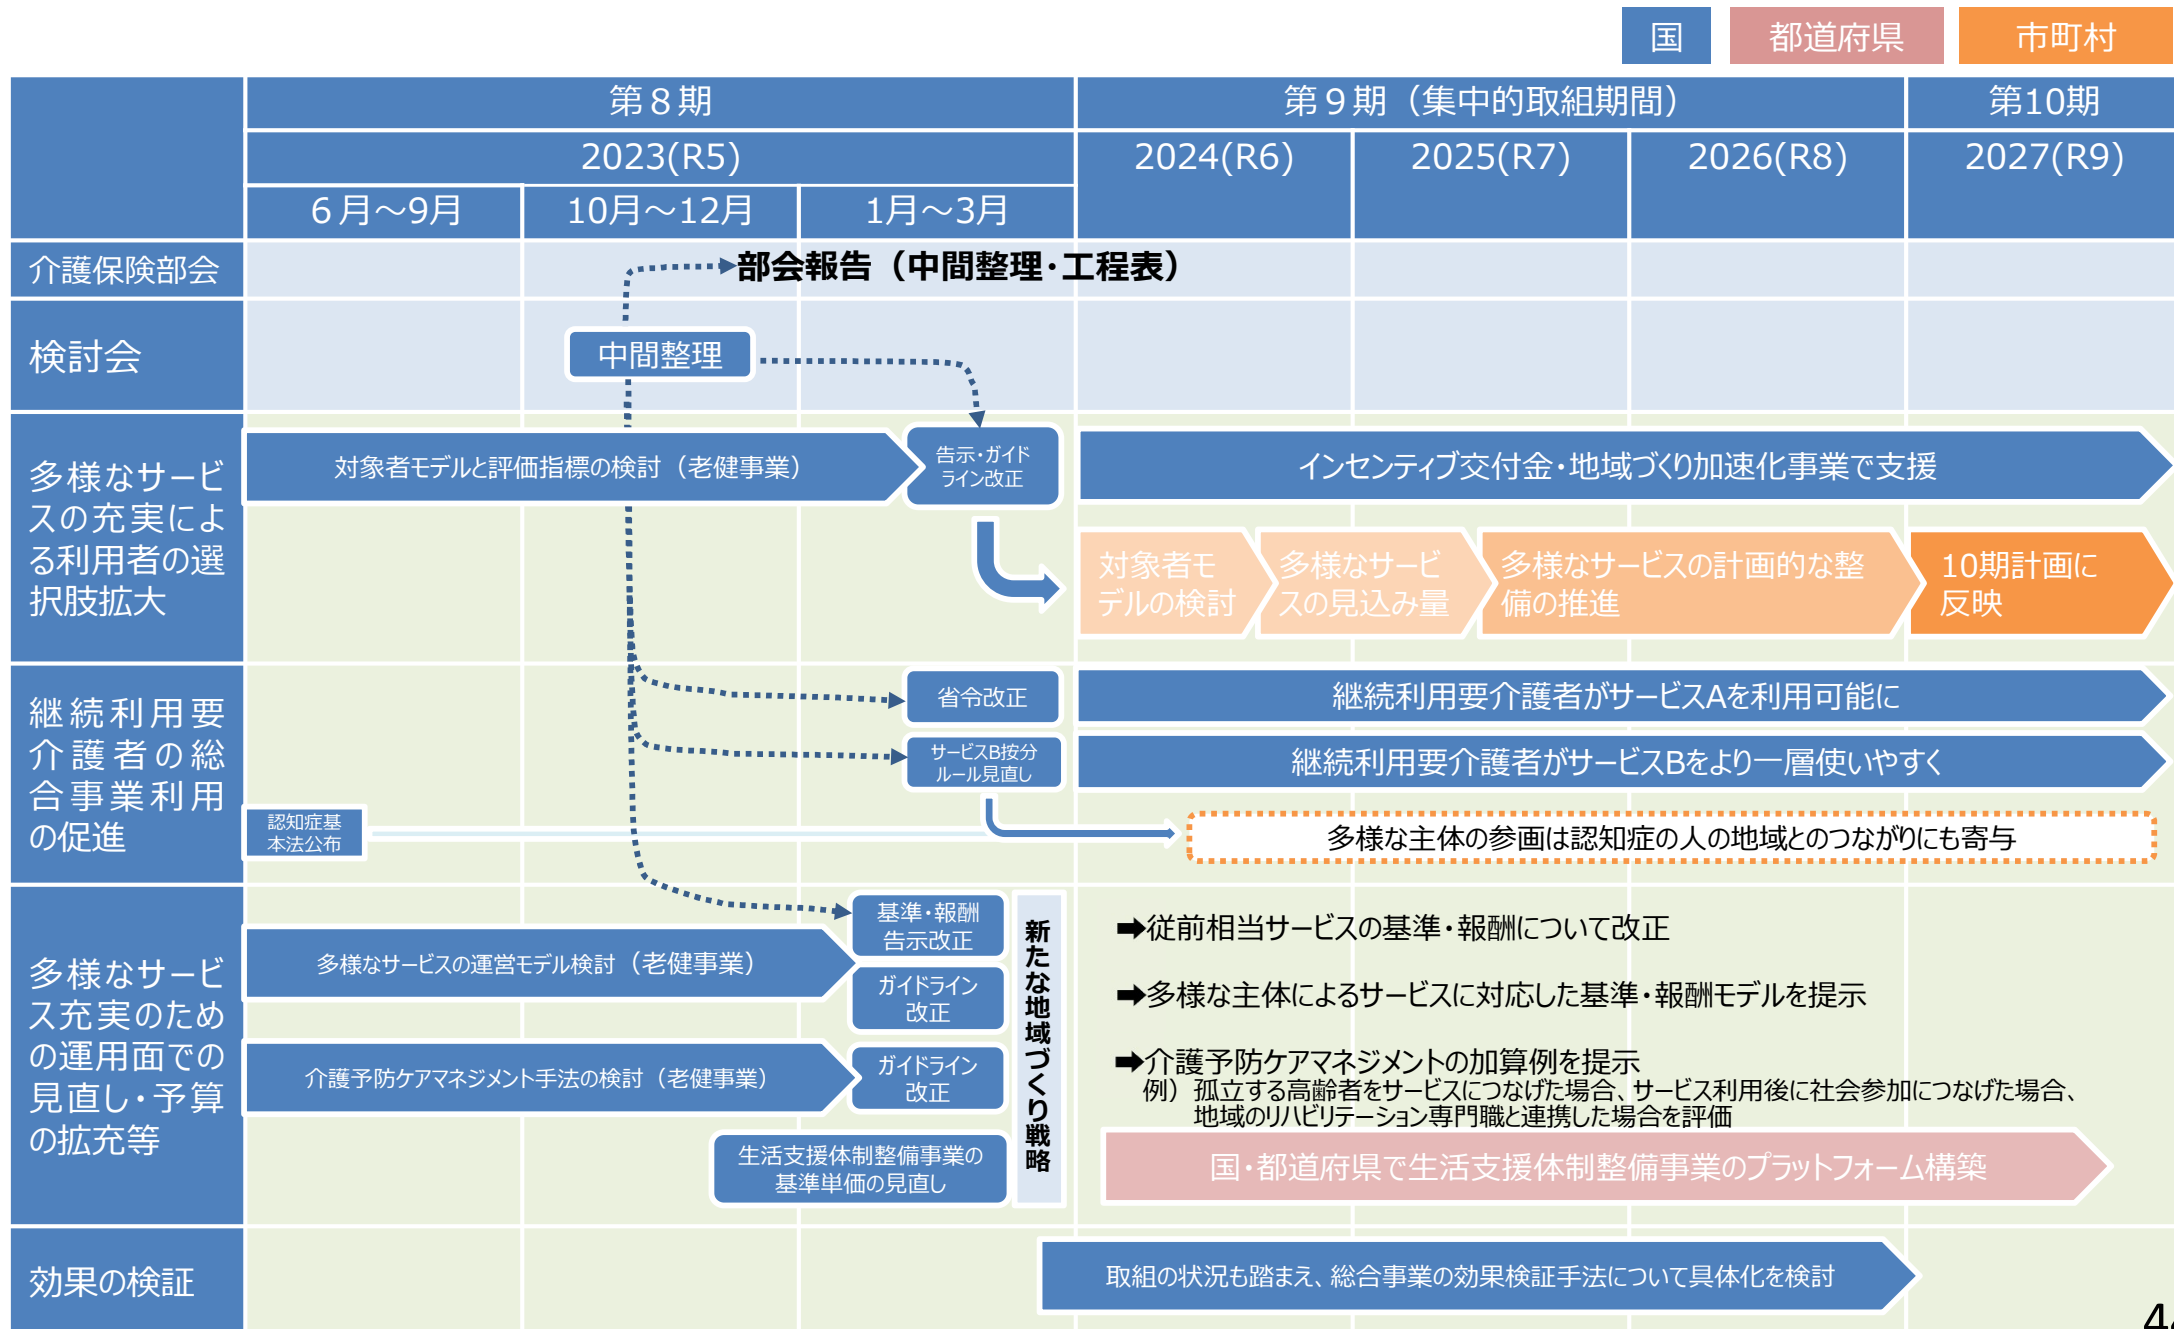 国
都道府県
市町村
第８期
第９期（集中的取組期間）
第10期
2023(R5)
2024(R6)
2025(R7)
2026(R8)
2027(R9)
６月～9月
10月～12月
1月～3月
介護保険部会
部会報告（中間整理・工程表）
検討会
中間整理
多様なサービ
スの充実によ
る利用者の選
択肢拡大
対象者モデルと評価指標の検討（老健事業）
告示・ガイド
ライン改正
インセンティブ交付金・地域づくり加速化事業で支援
対象者モ
デルの検討
多様なサービ
スの見込み量
多様なサービスの計画的な整
備の推進
10期計画に
反映
継続利用要
介護者の総
合事業利用
の促進
省令改正
継続利用要介護者がサービスAを利用可能に
サービスB按分
ルール見直し
継続利用要介護者がサービスBをより一層使いやすく
認知症基
本法公布
多様な主体の参画は認知症の人の地域とのつながりにも寄与
多様なサービ
ス充実のため
の運用面での
見直し・予算
の拡充等
基準・報酬
告示改正
多様なサービスの運営モデル検討（老健事業）
ガイドライン
改正
介護予防ケアマネジメント手法の検討（老健事業）
ガイドライン
改正
生活支援体制整備事業の
基準単価の見直し
新たな地域づくり戦略
➡従前相当サービスの基準・報酬について改正
➡多様な主体によるサービスに対応した基準・報酬モデルを提示
➡介護予防ケアマネジメントの加算例を提示
例）孤立する高齢者をサービスにつなげた場合、サービス利用後に社会参加につなげた場合、
地域のリハビリテーション専門職と連携した場合を評価
国・都道府県で生活支援体制整備事業のプラットフォーム構築
効果の検証
取組の状況も踏まえ、総合事業の効果検証手法について具体化を検討